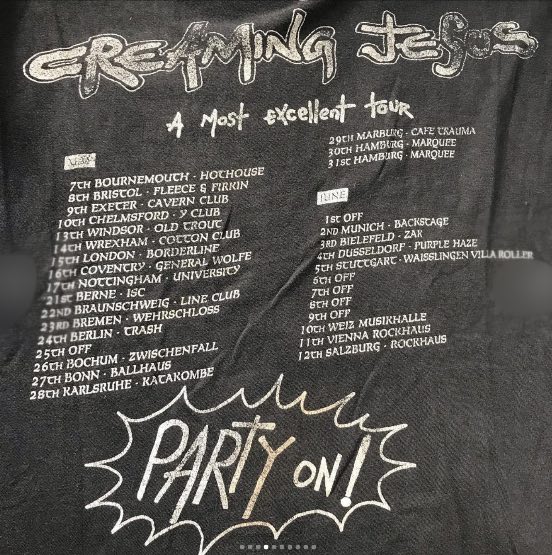 CREAMING JESUS
A MOST EXCELLENT TOUR
MAY
7TH BOURNEMOUTH · HOTHOUSE
8TH BRISTOL · FLEECE & FIRKIN
9TH EXETER · CAVERN CLUB
10TH CHELMSFORD · Y CLUB
13TH WINDSOR · OLD TROUT
14TH WREXHAM · COTTON CLUB
15TH LONDON · BORDERLINE
16TH COVENTRY · GENERAL WOLFE
17TH NOTTINGHAM · UNIVERSITY
21ST BERNE · ISC
22ND BRAUNSCHWEIG · LINE CLUB
23RD BREMEN · WEHRSCHLOSS
24TH BERLIN · TRASH
25TH OFF
26TH BOCHUM · ZWISCHENFALL
27TH BONN · BALLHAUS
28TH KARLSRUHE · KATAKOMBE
29TH MARBURG · CAFE TRAUMA
30TH HAMBURG · MARQUEE
31ST HAMBURG · MARQUEE
JUNE
1ST OFF
2ND MUNICH · BACKSTAGE
3RD BIELEFELD · ZAK
4TH DUSSELDORF · PURPLE HAZE
5TH STUTTGART · WAISSLINGEN VILLA ROLLER
6TH OFF
7TH OFF
8TH OFF
9TH OFF
10TH WEIZ MUSIKHALLE
11TH VIENNA ROCKHAUS
12TH SALZBURG · ROCKHAUS
PARTY ON!